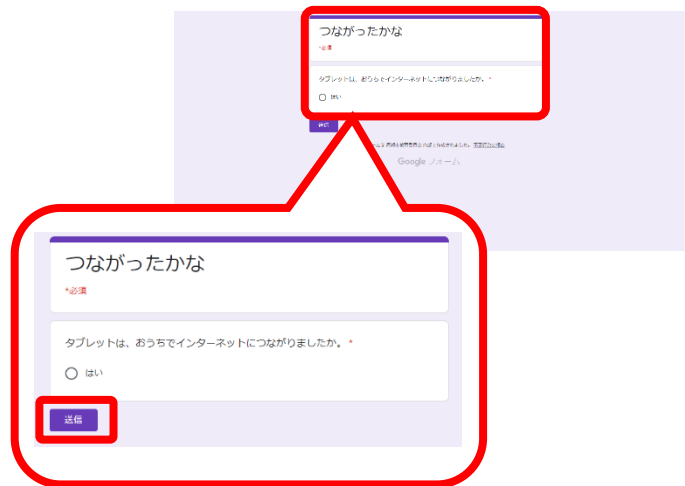 つながったかな
*必須
タブレットは、おうちでインターネットにつながりましたか。 *
はい
送信
Google フォーム
つながったかな
*必須
タブレットは、おうちでインターネットにつながりましたか。 *
はい
送信